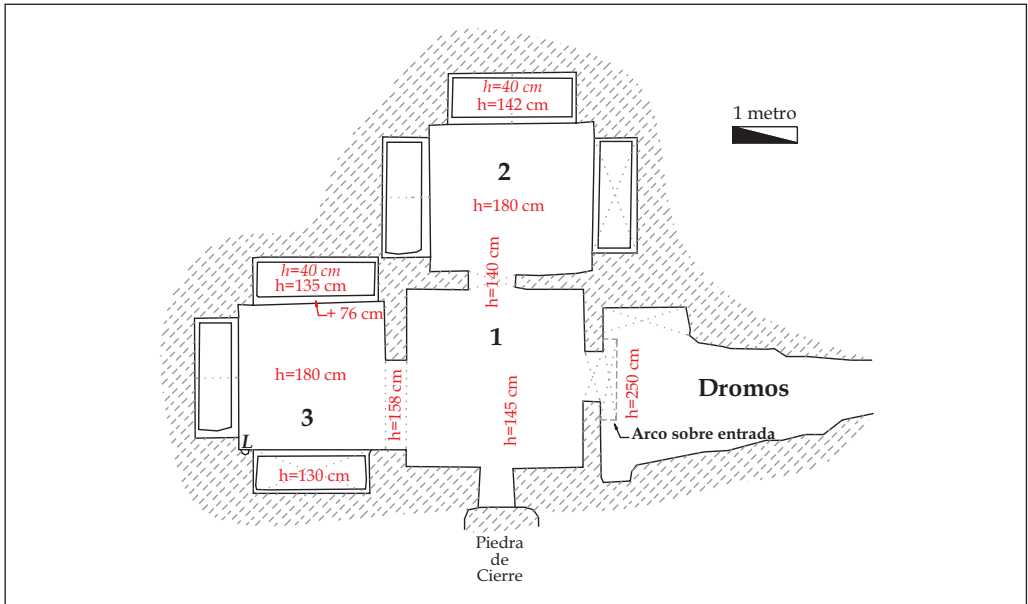 h=40 cm
h=142 cm
1 metro
2
h=180 cm
h=140 cm
h=40 cm
h=135 cm
+ 76 cm
1
h=180 cm
h=158 cm
h=145 cm
h=250 cm
Dromos
3
Arco sobre entrada
L
h=130 cm
Piedra
de
Cierre